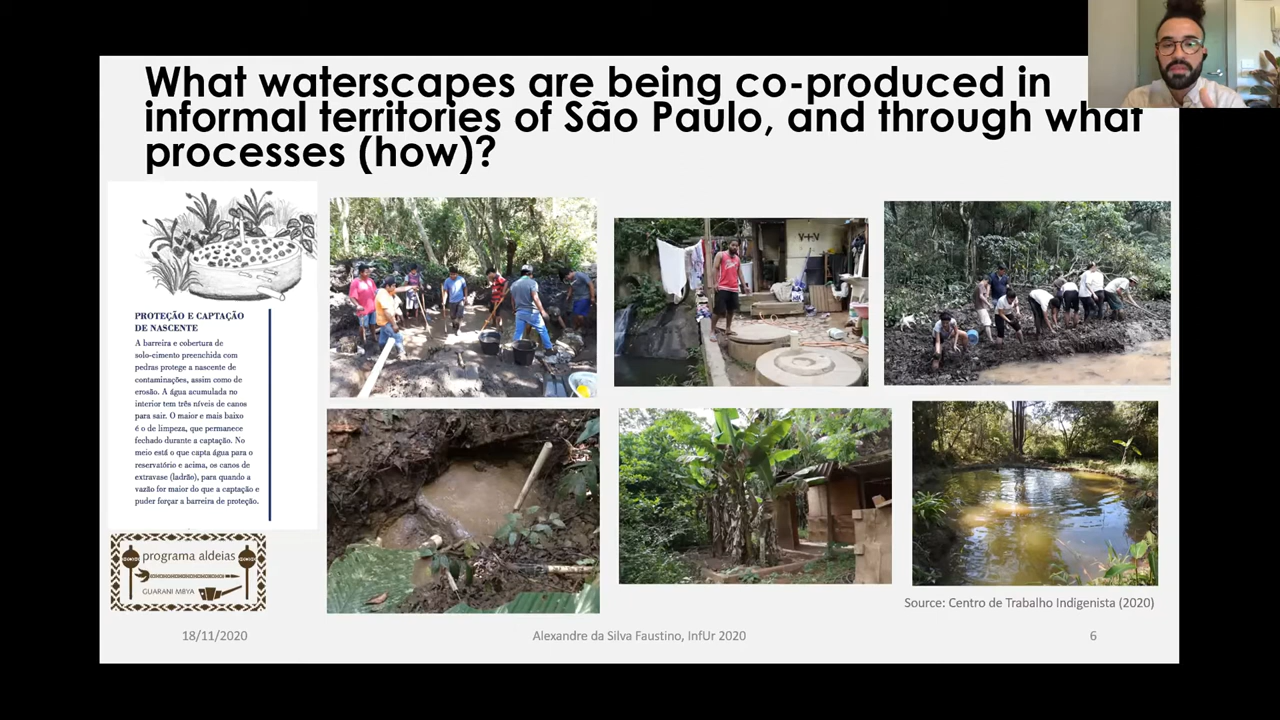 What waterscapes are being co-produced in
informal territories of São Paulo, and through what
processes (how)?
PROTEÇÃO E CAPTAÇÃO
DE NASCENTE
A barreira e cobertura de
solo-cimento preenchida com
pedras protege a nascente de
contaminações, assim como de
erosão. A água acumulada no
interior tem três níveis de canos
para sair. O maior e mais baixo
é o de limpeza, que permanece
fechado durante a captação. No
meio está o que capta água para o
reservatório e acima, os canos de
extravase (ladrão), para quando a
vazão for maior do que a captação e
puder forçar a barreira de proteção.
programa aldeias
GUARANI MBYA
Source: Centro de Trabalho Indigenista (2020)
18/11/2020
Alexandre da Silva Faustino, InfUr 2020
6